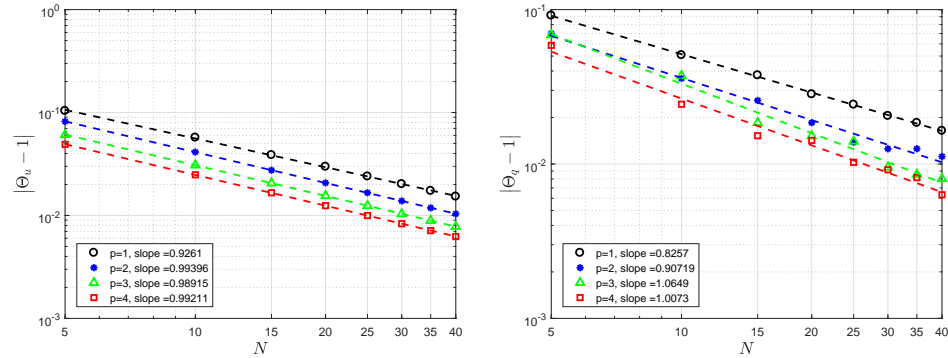 10^0
10^-1
10^-2
10^-3
|Θ_u − 1|
p=1, slope =0.9261
p=2, slope =0.99396
p=3, slope =0.98915
p=4, slope =0.99211
5 10 15 20 25 30 35 40
N
10^-1
10^-2
10^-3
|Θ_q − 1|
p=1, slope =0.8257
p=2, slope =0.90719
p=3, slope =1.0649
p=4, slope =1.0073
5 10 15 20 25 30 35 40
N